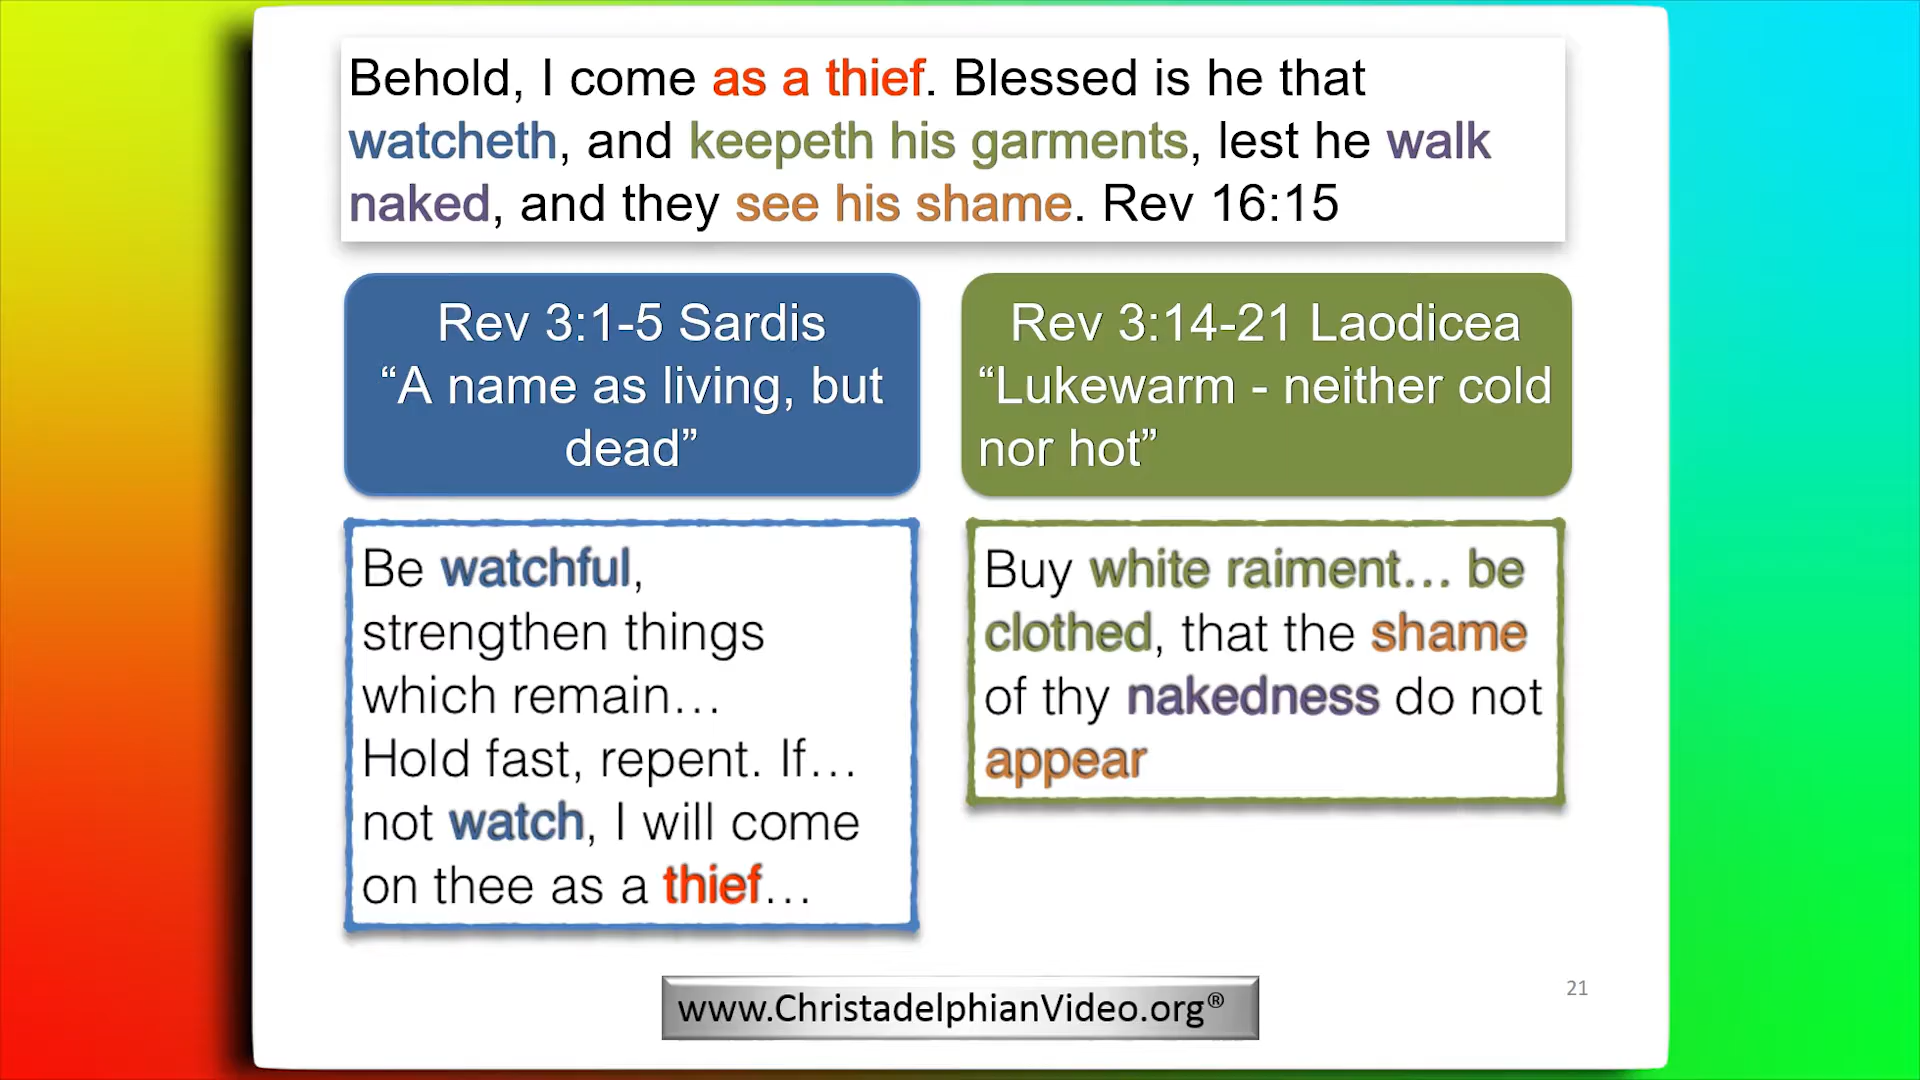 Behold, I come as a thief. Blessed is he that
watcheth, and keepeth his garments, lest he walk
naked, and they see his shame. Rev 16:15
Rev 3:1-5 Sardis
“A name as living, but
dead”
Rev 3:14-21 Laodicea
“Lukewarm - neither cold
nor hot”
Be watchful,
strengthen things
which remain…
Hold fast, repent. If…
not watch, I will come
on thee as a thief…
Buy white raiment… be
clothed, that the shame
of thy nakedness do not
appear
www.ChristadelphianVideo.org®
21